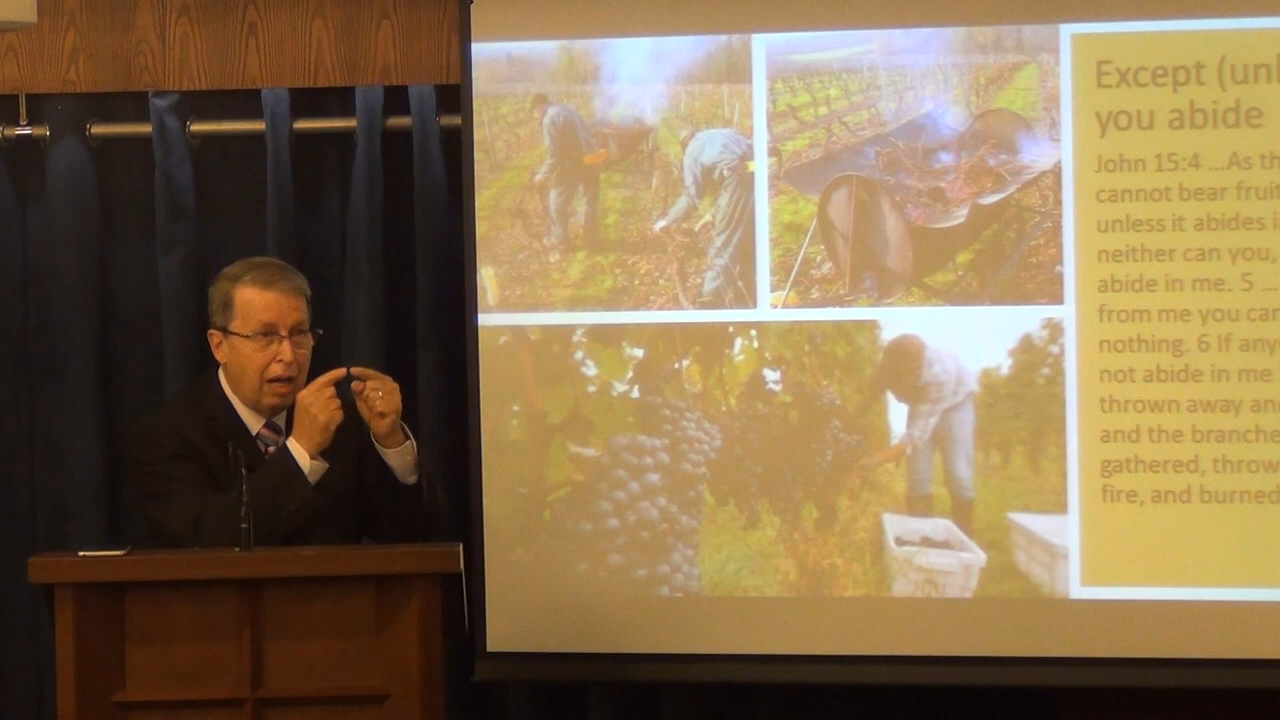 Except (unl
you abide
John 15:4 ...As th
cannot bear fruit
unless it abides i
neither can you,
abide in me. 5 ...
from me you can
nothing. 6 If any
not abide in me
thrown away an
and the branche
gathered, throw
fire, and burned